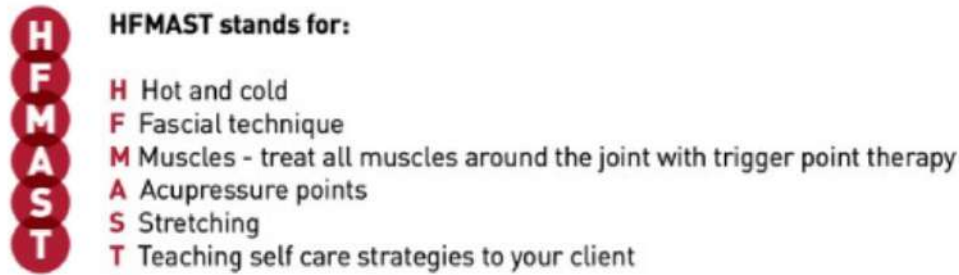 H
F
M
A
S
T
HFMAST stands for:
H Hot and cold
F Fascial technique
M Muscles - treat all muscles around the joint with trigger point therapy
A Acupressure points
S Stretching
T Teaching self care strategies to your client